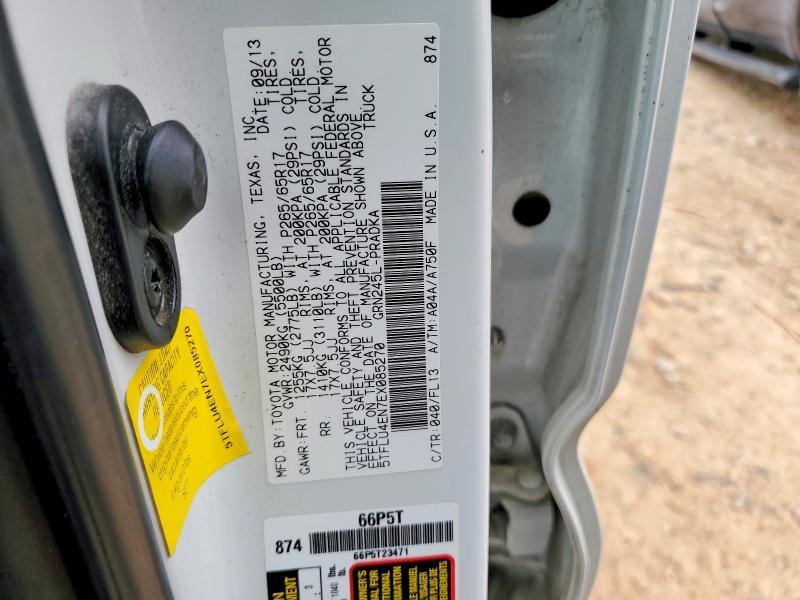 MFD.BY:TOYOTA MOTOR MANUFACTURING, TEXAS, INC.
GVWR:2490KG( 5500LB) DATE:09/13
GAWR:FRT. 1255KG (2775LB) WITH P265/65R17 TIRES,
17X7.5JJ RIMS, AT 200KPA (29PSI) COLD
RR. 1410KG (3110LB) WITH P265/65R17 TIRES,
17X7.5JJ RIMS, AT 200KPA (29PSI) COLD
THIS VEHICLE CONFORMS TO ALL APPLICABLE FEDERAL MOTOR
VEHICLE SAFETY AND THEFT PREVENTION STANDARDS IN
EFFECT ON THE DATE OF MANUFACTURE SHOWN ABOVE.
5TFLU4EN7EX085270 GRN245L-PRADKA TRUCK
C/TR:040/FL13 A/TM:A04A/A750F MADE IN U.S.A. 874
5TFLU4EN7EX085270
66P5T
874
66P5T23471
1040 lbs.